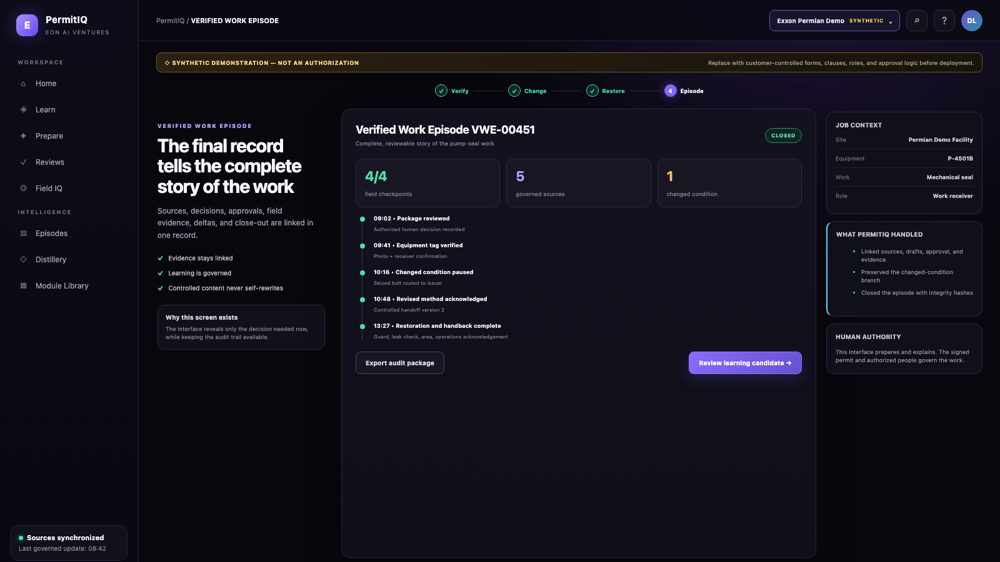 E
PermitIQ
EON AI VENTURES
WORKSPACE
Home
Learn
Prepare
Reviews
Field IQ
INTELLIGENCE
Episodes
Distillery
Module Library
Sources synchronized
Last governed update: 08:42
PermitIQ / VERIFIED WORK EPISODE
Exxon Permian Demo SYNTHETIC
?
DL
SYNTHETIC DEMONSTRATION — NOT AN AUTHORIZATION
Replace with customer-controlled forms, clauses, roles, and approval logic before deployment.
Verify
Change
Restore
4 Episode
VERIFIED WORK EPISODE
The final record
tells the complete
story of the work
Sources, decisions, approvals, field
evidence, deltas, and close-out are linked in
one record.
Evidence stays linked
Learning is governed
Controlled content never self-rewrites
Why this screen exists
The interface reveals only the decision needed now,
while keeping the audit trail available.
Verified Work Episode VWE-00451
Complete, reviewable story of the pump-seal work
CLOSED
4/4
field checkpoints
5
governed sources
1
changed condition
09:02 • Package reviewed
Authorized human decision recorded
09:41 • Equipment tag verified
Photo + receiver confirmation
10:16 • Changed condition paused
Seized bolt routed to issuer
10:48 • Revised method acknowledged
Controlled handoff version 2
13:27 • Restoration and handback complete
Guard, leak check, area, operations acknowledgement
Export audit package
Review learning candidate →
JOB CONTEXT
Site Permian Demo Facility
Equipment P-4501B
Work Mechanical seal
Role Work receiver
WHAT PERMITIQ HANDLED
• Linked sources, drafts, approval, and
evidence
• Preserved the changed-condition
branch
• Closed the episode with integrity hashes
HUMAN AUTHORITY
This interface prepares and explains. The signed
permit and authorized people govern the work.